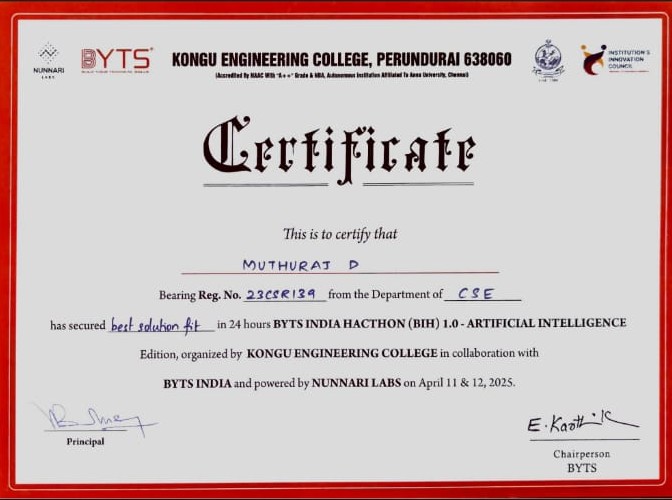 NUNNARI
LABS
BYTS
KONGU ENGINEERING COLLEGE, PERUNDURAI 638060
(Accredited By NAAC With "A++" Grade & NBA, Autonomous Institution Affiliated To Anna University, Chennai)
INSTITUTION'S
INNOVATION
COUNCIL
Certificate
This is to certify that
MUTHURAJ D
Bearing Reg. No. 23CSR139 from the Department of CSE
has secured best solution fit in 24 hours BYTS INDIA HACTHON (BIH) 1.0 - ARTIFICIAL INTELLIGENCE
Edition, organized by KONGU ENGINEERING COLLEGE in collaboration with
BYTS INDIA and powered by NUNNARI LABS on April 11 & 12, 2025.
E. Karthik
Principal
Chairperson
BYTS